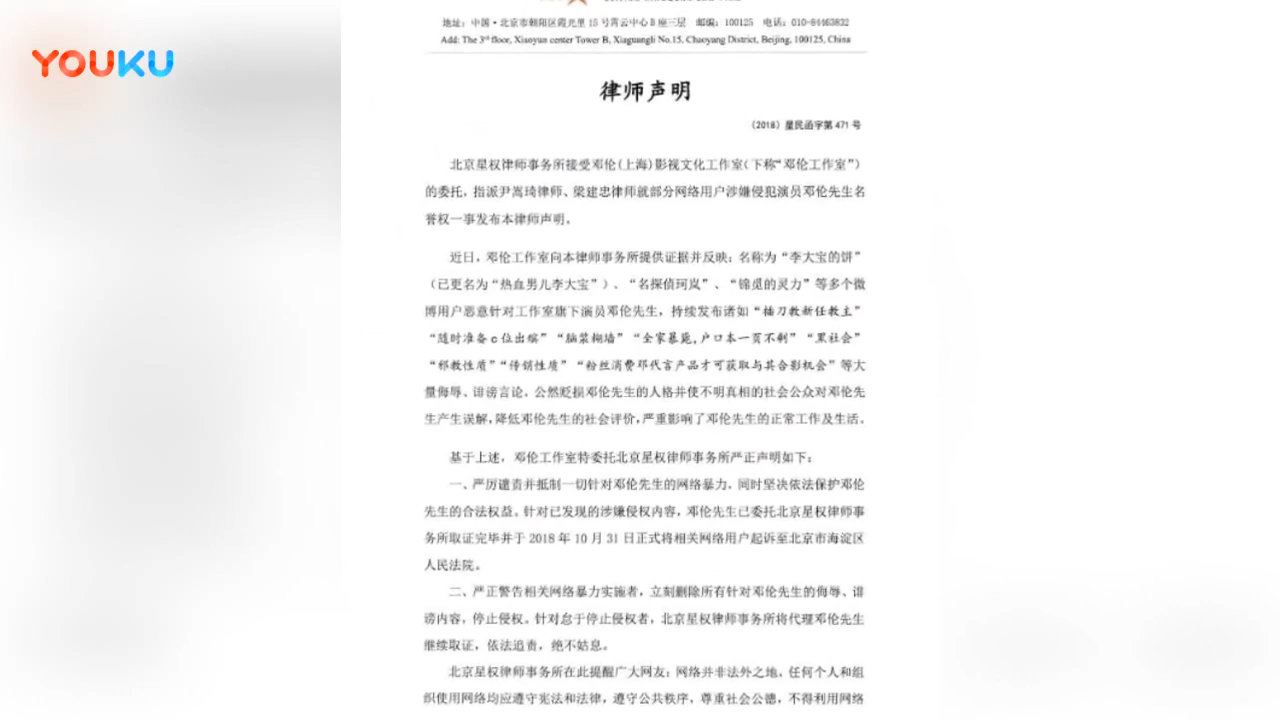 YOUKU
地址：中国·北京市朝阳区霞光里 15 号霄云中心 B 座三层 邮编：100125 电话：010-84463832
Add: The 3rd floor, Xiaoyun center Tower B, Xiaguangli No.15, Chaoyang District, Beijing, 100125, China
律师声明
（2018）星民函字第 471 号
北京星权律师事务所接受邓伦（上海）影视文化工作室（下称“邓伦工作室”）
的委托，指派尹嵩琦律师、梁建忠律师就部分网络用户涉嫌侵犯演员邓伦先生名
誉权一事发布本律师声明。
近日，邓伦工作室向本律师事务所提供证据并反映：名称为“李大宝的饼”
（已更名为“热血男儿李大宝”）、“名探侦珂岚”、“锦觅的灵力”等多个微
博用户恶意针对工作室旗下演员邓伦先生，持续发布诸如“插刀教新任教主”
“随时准备 c 位出殡”“脑浆糊墙”“全家暴毙，户口本一页不剩”“黑社会”
“邪教性质”“传销性质”“粉丝消费邓代言产品才可获取与其合影机会”等大
量侮辱、诽谤言论，公然贬损邓伦先生的人格并使不明真相的社会公众对邓伦先
生产生误解，降低邓伦先生的社会评价，严重影响了邓伦先生的正常工作及生活。
基于上述，邓伦工作室特委托北京星权律师事务所严正声明如下：
一、严厉谴责并抵制一切针对邓伦先生的网络暴力，同时坚决依法保护邓伦
先生的合法权益。针对已发现的涉嫌侵权内容，邓伦先生已委托北京星权律师事
务所取证完毕并于 2018 年 10 月 31 日正式将相关网络用户起诉至北京市海淀区
人民法院。
二、严正警告相关网络暴力实施者，立刻删除所有针对邓伦先生的侮辱、诽
谤内容，停止侵权。针对怠于停止侵权者，北京星权律师事务所将代理邓伦先生
继续取证，依法追责，绝不姑息。
北京星权律师事务所在此提醒广大网友：网络并非法外之地，任何个人和组
织使用网络均应遵守宪法和法律，遵守公共秩序，尊重社会公德，不得利用网络